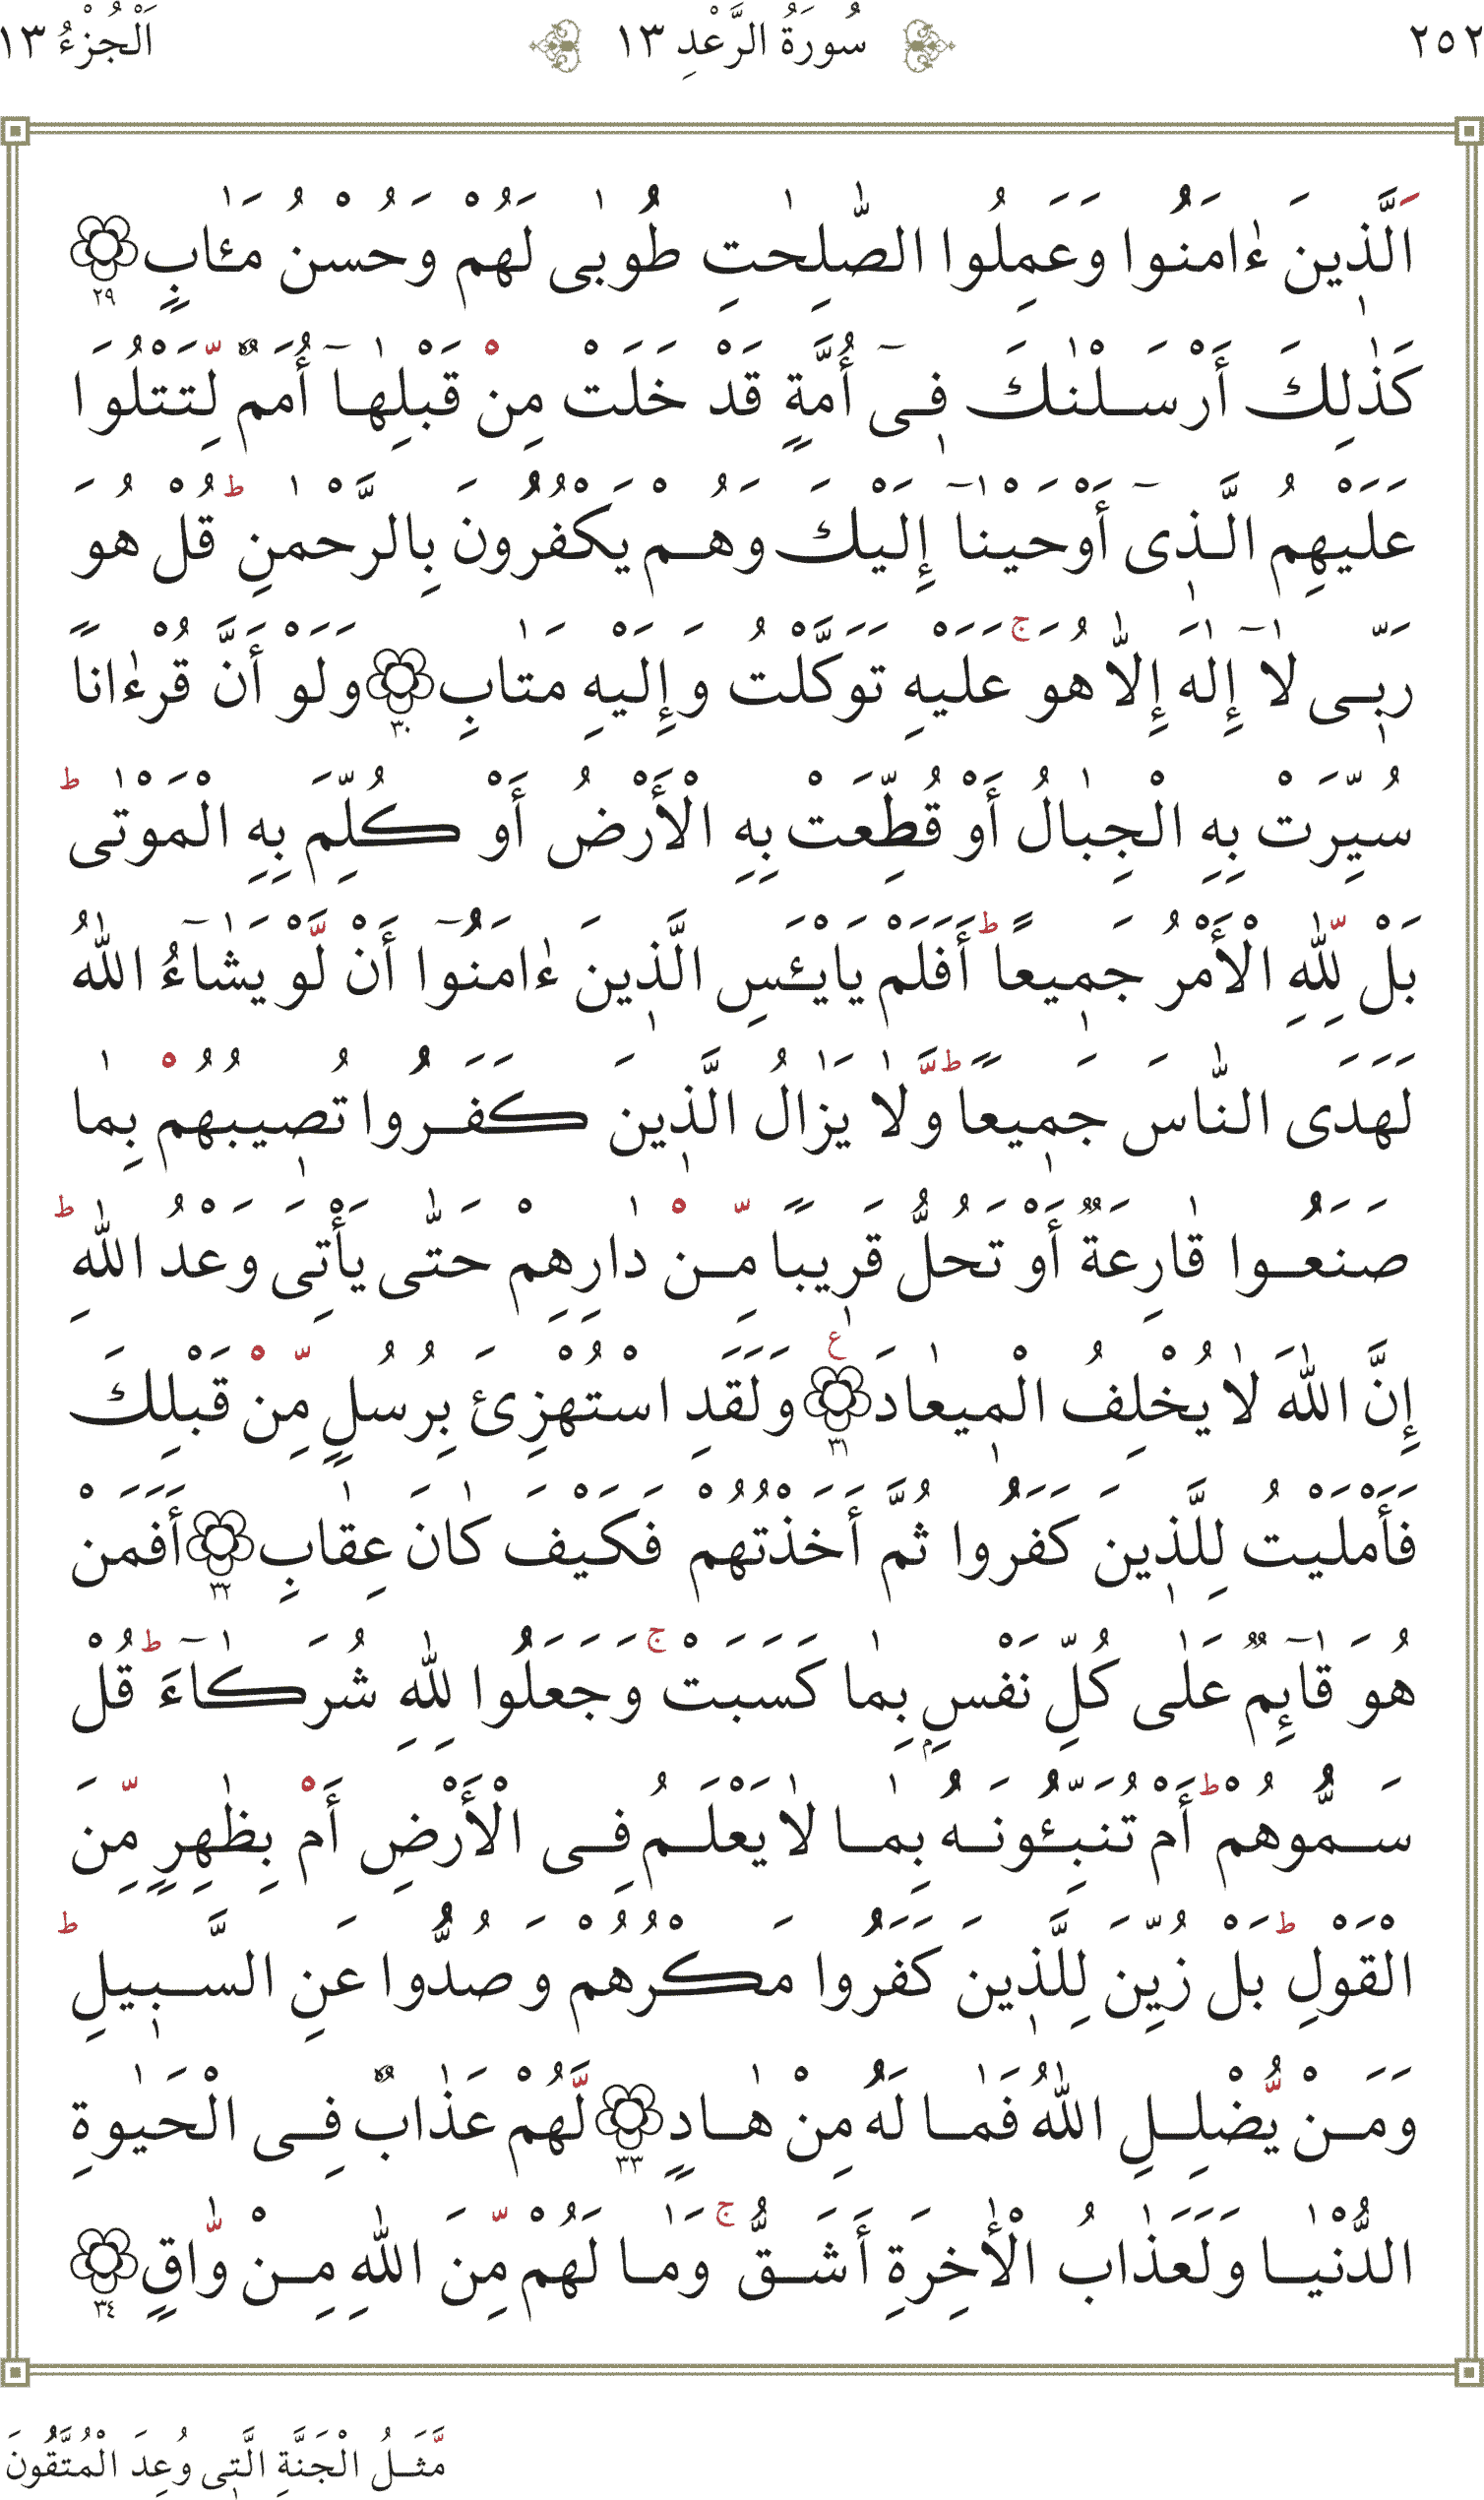 ٢٥٢ سُورَةُ الرَّعْدِ ١٣ اَلْجُزْءُ ١٣
اَلَّذِينَ ءٰامَنُوا وَعَمِلُوا الصّٰلِحٰتِ طُوبٰى لَهُمْ وَحُسْنُ مَـٰٔابٍ ٢٩
كَذٰلِكَ أَرْسَلْنٰكَ فِىٓ أُمَّةٍ قَدْ خَلَتْ مِنْ قَبْلِهٰآ أُمَمٌ لِّتَتْلُوَا
عَلَيْهِمُ الَّذِىٓ أَوْحَيْنٰآ إِلَيْكَ وَهُمْ يَكْفُرُونَ بِالرَّحْمٰنِ ۗ قُلْ هُوَ
رَبِّى لٰآ إِلٰهَ إِلّٰا هُوَ ۚ عَلَيْهِ تَوَكَّلْتُ وَإِلَيْهِ مَتٰابِ ٣٠ وَلَوْ أَنَّ قُرْءٰاناً
سُيِّرَتْ بِهِ الْجِبٰالُ أَوْ قُطِّعَتْ بِهِ الْأَرْضُ أَوْ كُلِّمَ بِهِ الْمَوْتٰى ط
بَلْ لِّلّٰهِ الْأَمْرُ جَمِيعًا ط أَفَلَمْ يَايْـَٔسِ الَّذِينَ ءٰامَنُوٓا أَنْ لَّوْ يَشٰآءُ اللّٰهُ
لَهَدَى النّٰاسَ جَمِيعًا ط وَّلٰا يَزٰالُ الَّذِينَ كَفَرُوا تُصِيبُهُمْ بِمٰا
صَنَعُوا قٰارِعَةٌ أَوْ تَحُلُّ قَرِيبًا مِّنْ دٰارِهِمْ حَتّٰى يَأْتِىَ وَعْدُ اللّٰهِ ط
إِنَّ اللّٰهَ لٰا يُخْلِفُ الْمِيعٰادَ ٣١ ع وَلَقَدِ اسْتُهْزِئَ بِرُسُلٍ مِّنْ قَبْلِكَ
فَأَمْلَيْتُ لِلَّذِينَ كَفَرُوا ثُمَّ أَخَذْتُهُمْ فَكَيْفَ كٰانَ عِقٰابِ ٣٢ أَفَمَنْ
هُوَ قٰآئِمٌ عَلٰى كُلِّ نَفْسٍ بِمٰا كَسَبَتْ ج وَجَعَلُوا لِلّٰهِ شُرَكٰآءَ ط قُلْ
سَمُّوهُمْ ط أَمْ تُنَبِّئُونَهُ بِمٰا لٰا يَعْلَمُ فِى الْأَرْضِ أَمْ بِظٰهِرٍ مِّنَ
الْقَوْلِ ط بَلْ زُيِّنَ لِلَّذِينَ كَفَرُوا مَكْرُهُمْ وَصُدُّوا عَنِ السَّبِيلِ ط
وَمَنْ يُّضْلِلِ اللّٰهُ فَمٰا لَهُ مِنْ هٰادٍ ٣٣ لَّهُمْ عَذٰابٌ فِى الْحَيٰوةِ
الدُّنْيٰا وَلَعَذٰابُ الْأٰخِرَةِ أَشَقُّ ج وَمٰا لَهُمْ مِّنَ اللّٰهِ مِنْ وّٰاقٍ ٣٤
مَّثَلُ الْجَنَّةِ الَّتِى وُعِدَ الْمُتَّقُونَ